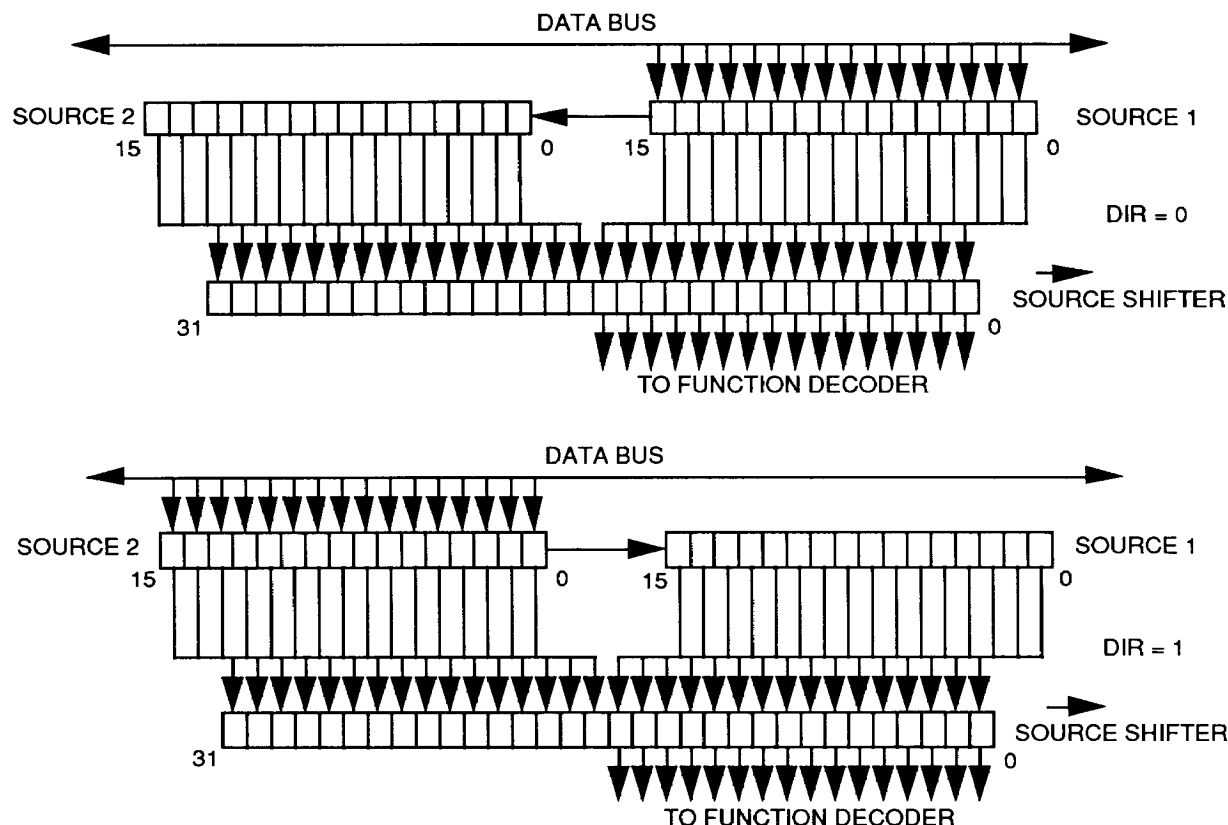 DATA BUS
SOURCE 2
SOURCE 1
15
0
15
0
DIR = 0
SOURCE SHIFTER
31
0
TO FUNCTION DECODER
DATA BUS
SOURCE 2
SOURCE 1
15
0
15
0
DIR = 1
SOURCE SHIFTER
31
0
TO FUNCTION DECODER